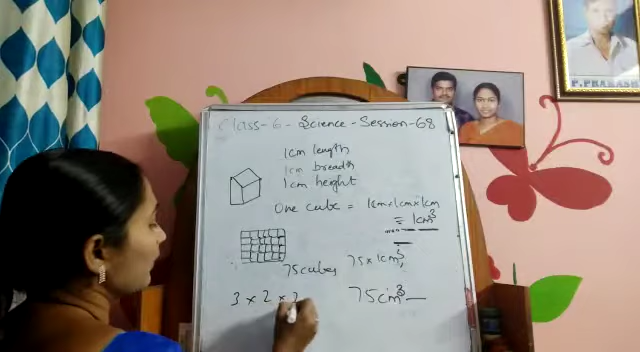 Class-6-Science-Session-68
1cm length
1cm breadth
1cm height
One cube = 1cm×1cm×1cm
= 1cm³
75cubes 75×1cm³
3 × 2 × 75cm³
P.PRAKAS